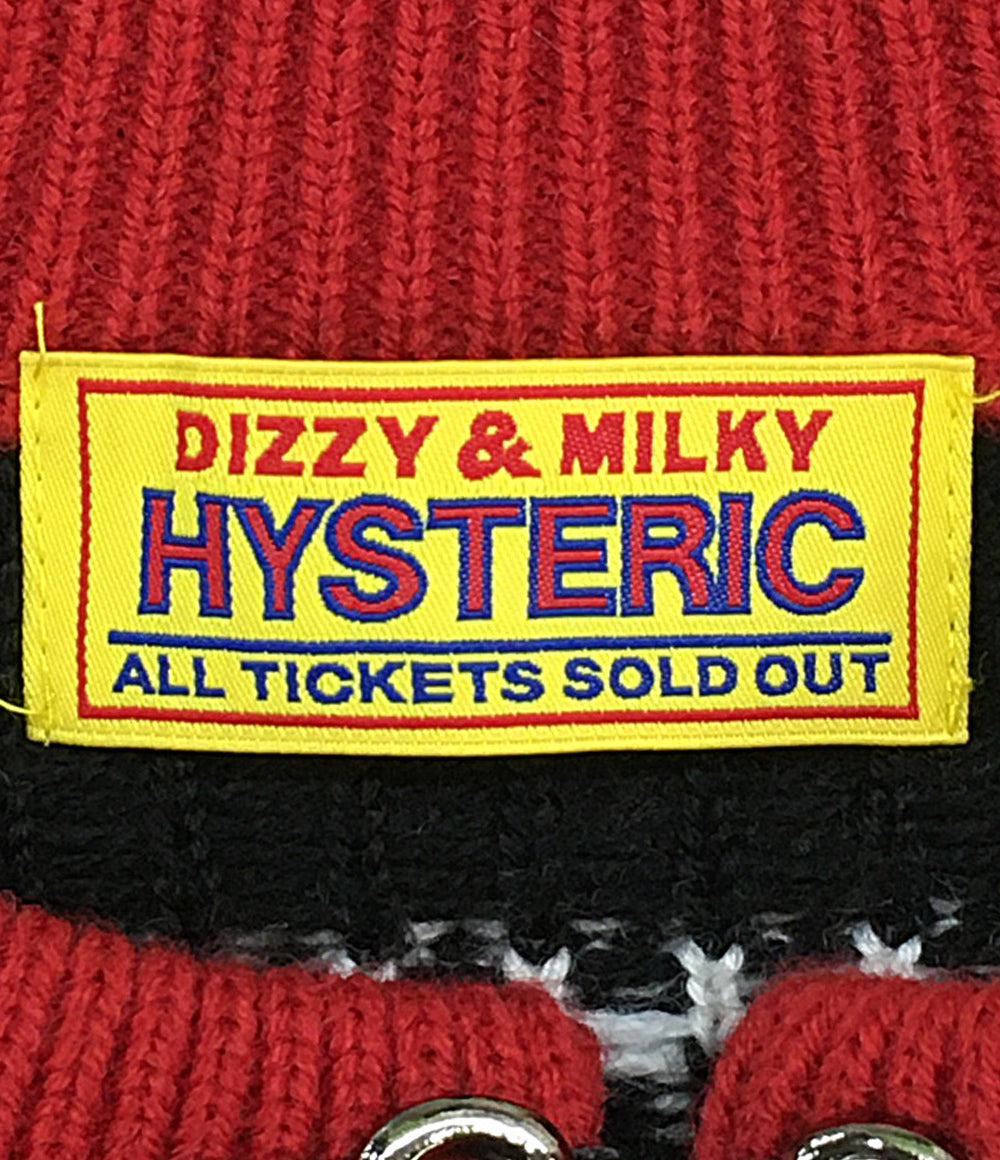 DIZZY & MILKY
HYSTERIC
ALL TICKETS SOLD OUT